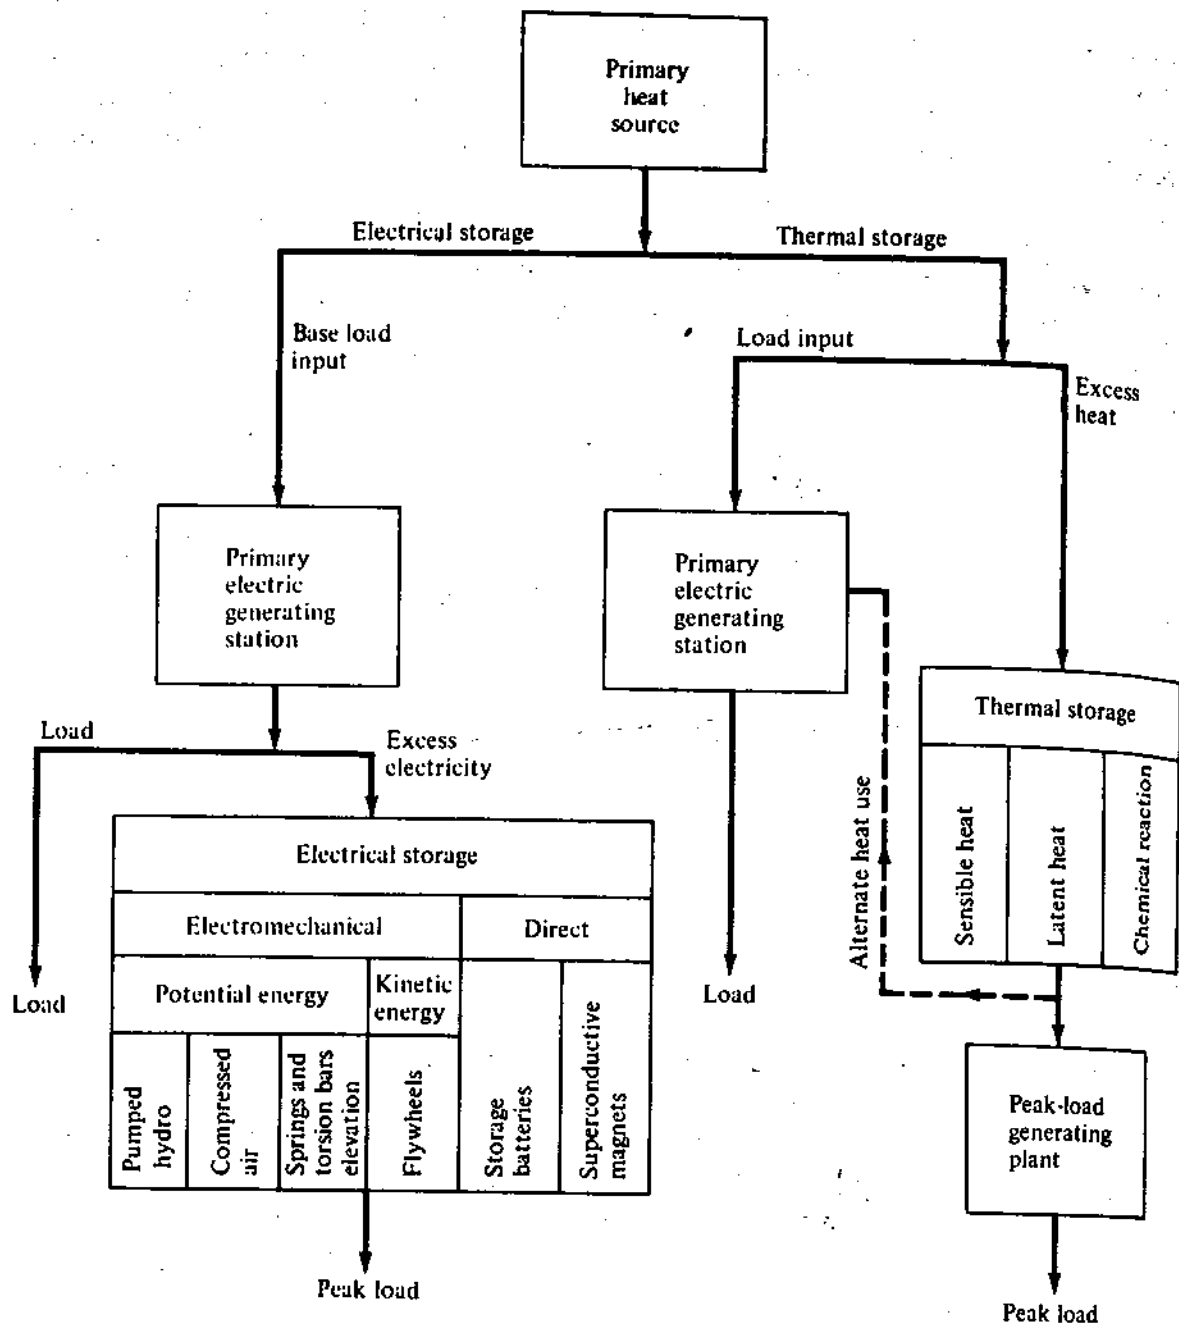 Primary
heat
source
Electrical storage
Thermal storage
Base load
input
Load input
Excess
heat
Primary
electric
generating
station
Primary
electric
generating
station
Thermal storage
Sensible heat
Latent heat
Chemical reaction
Alternate heat use
Load
Excess
electricity
Electrical storage
Electromechanical
Direct
Potential energy
Kinetic
energy
Pumped
hydro
Compressed
air
Springs and
torsion bars
elevation
Flywheels
Storage
batteries
Superconductive
magnets
Load
Load
Peak-load
generating
plant
Peak load
Peak load